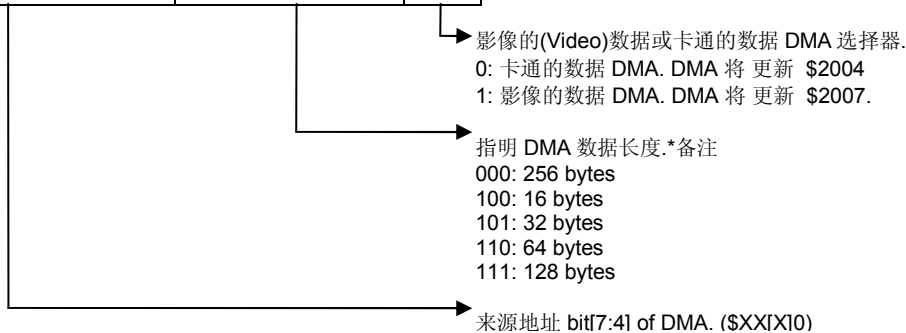 影像的(Video)数据或卡通的数据 DMA 选择器.
0: 卡通的数据 DMA. DMA 将 更新 $2004
1: 影像的数据 DMA. DMA 将 更新 $2007.
指明 DMA 数据长度.*备注
000: 256 bytes
100: 16 bytes
101: 32 bytes
110: 64 bytes
111: 128 bytes
来源地址 bit[7:4] of DMA. ($XX[X]0)